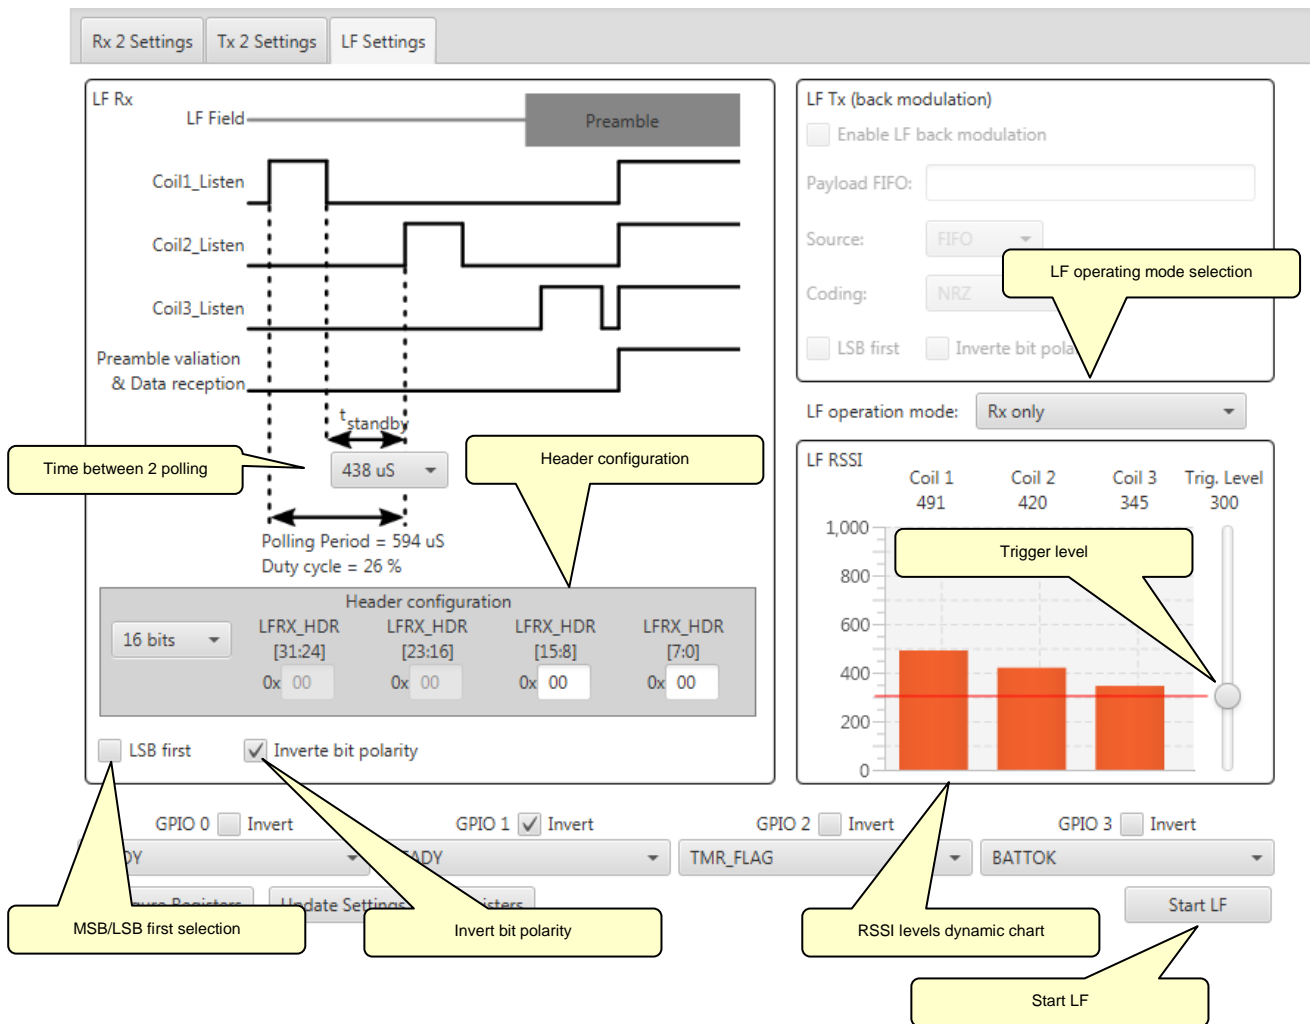 Rx 2 Settings
Tx 2 Settings
LF Settings
LF Rx
LF Field
Preamble
Coil1_Listen
Coil2_Listen
Coil3_Listen
Preamble valiation
& Data reception
tstandby
Time between 2 polling
438 uS
Header configuration
Polling Period = 594 uS
Duty cycle = 26 %
Header configuration
16 bits
LFRX_HDR LFRX_HDR LFRX_HDR LFRX_HDR
[31:24] [23:16] [15:8] [7:0]
0x 00 0x 00 0x 00 0x 00
LSB first
Inverte bit polarity
LF Tx (back modulation)
Enable LF back modulation
Payload FIFO:
Source: FIFO
LF operating mode selection
Coding: NRZ
LSB first
Inverte bit
LF operation mode: Rx only
LF RSSI
Coil 1 Coil 2 Coil 3 Trig. Level
491 420 345 300
1,000
Trigger level
800
600
400
200
0
GPIO 0 Invert
GPIO 1 Invert
GPIO 2 Invert
GPIO 3 Invert
TMR_FLAG
BATTOK
Update Settings
Start LF
MSB/LSB first selection
Invert bit polarity
RSSI levels dynamic chart
Start LF